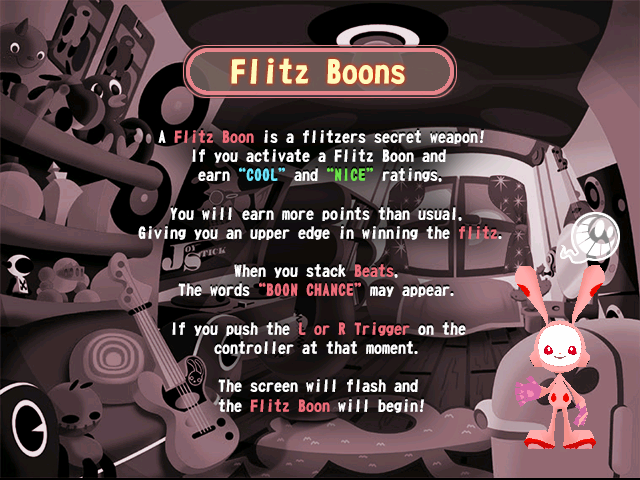 Flitz Boons
A Flitz Boon is a flitzers secret weapon!
If you activate a Flitz Boon and
earn "COOL" and "NICE" ratings,
You will earn more points than usual.
Giving you an upper edge in winning the flitz.
JOY STICK
When you stack Beats,
The words "BOON CHANCE" may appear.
If you push the L or R Trigger on the
controller at that moment.
The screen will flash and
the Flitz Boon will begin!